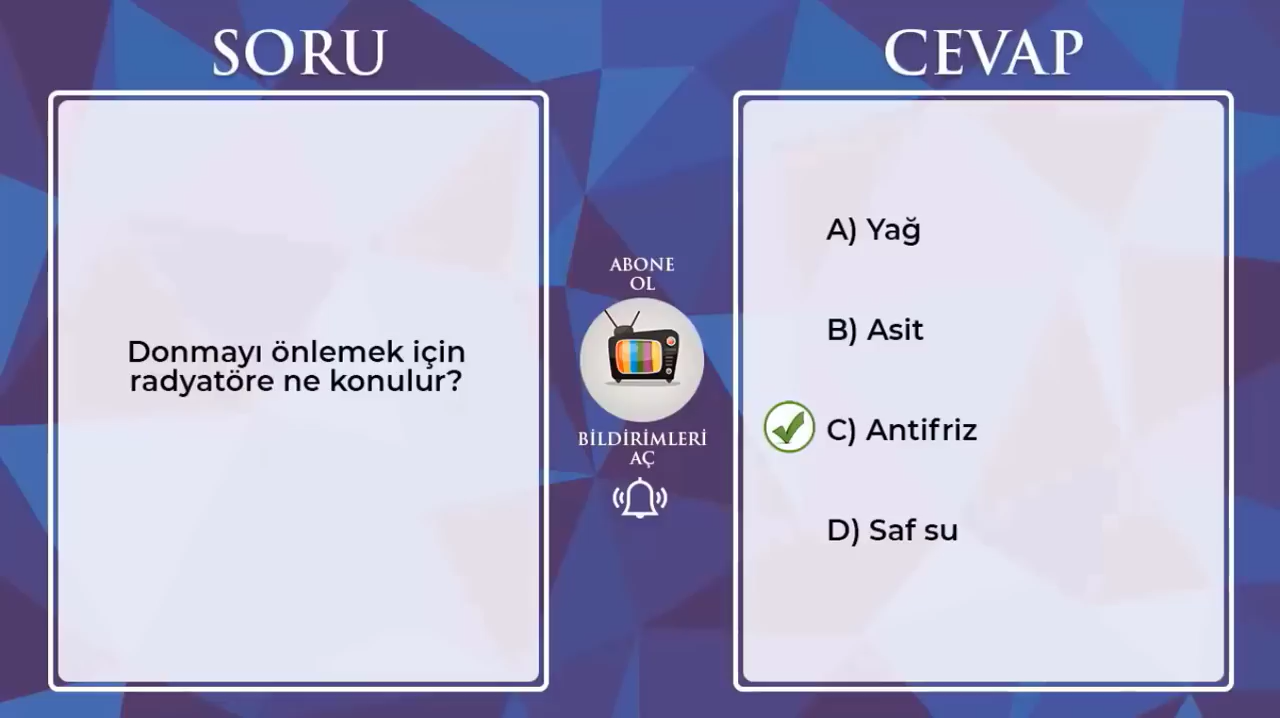 SORU
Donmayı önlemek için
radyatöre ne konulur?
ABONE
OL
BİLDİRİMLERİ
AÇ
CEVAP
A) Yağ
B) Asit
C) Antifriz
D) Saf su